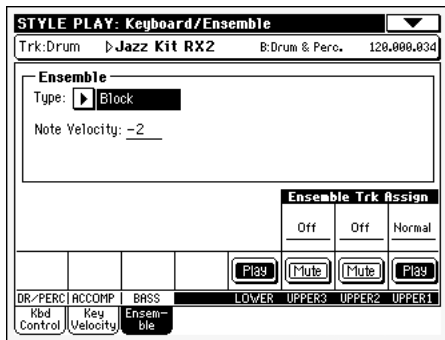 STYLE PLAY: Keyboard/Ensemble
Trk:Drum Jazz Kit RX2 B:Drum & Perc. 120.000.034
Ensemble
Type: Block
Note Velocity: -2
Ensemble Trk Assign
Off Off Normal
Play Mute Mute Play
DR/PERC ACCOMP BASS LOWER UPPER3 UPPER2 UPPER1
Kbd Control Key Velocity Ensem-ble